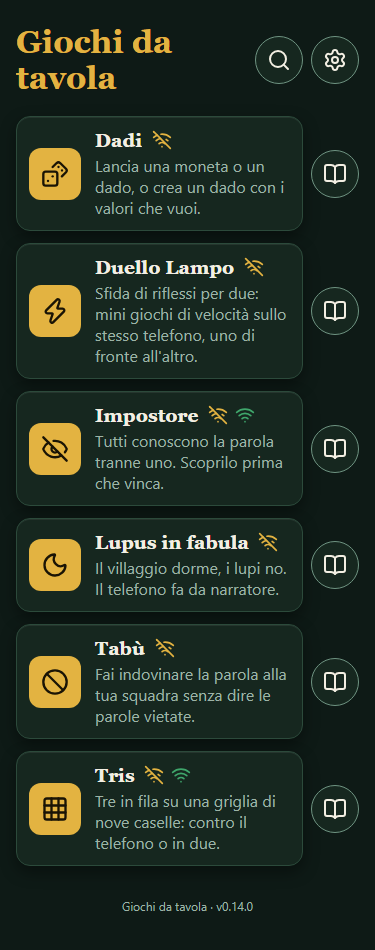 Giochi da
tavola
Dadi
Lancia una moneta o un
dado, o crea un dado con i
valori che vuoi.
Duello Lampo
Sfida di riflessi per due:
mini giochi di velocità sullo
stesso telefono, uno di
fronte all'altro.
Impostore
Tutti conoscono la parola
tranne uno. Scoprilo prima
che vinca.
Lupus in fabula
Il villaggio dorme, i lupi no.
Il telefono fa da narratore.
Tabù
Fai indovinare la parola alla
tua squadra senza dire le
parole vietate.
Tris
Tre in fila su una griglia di
nove caselle: contro il
telefono o in due.
Giochi da tavola · v0.14.0